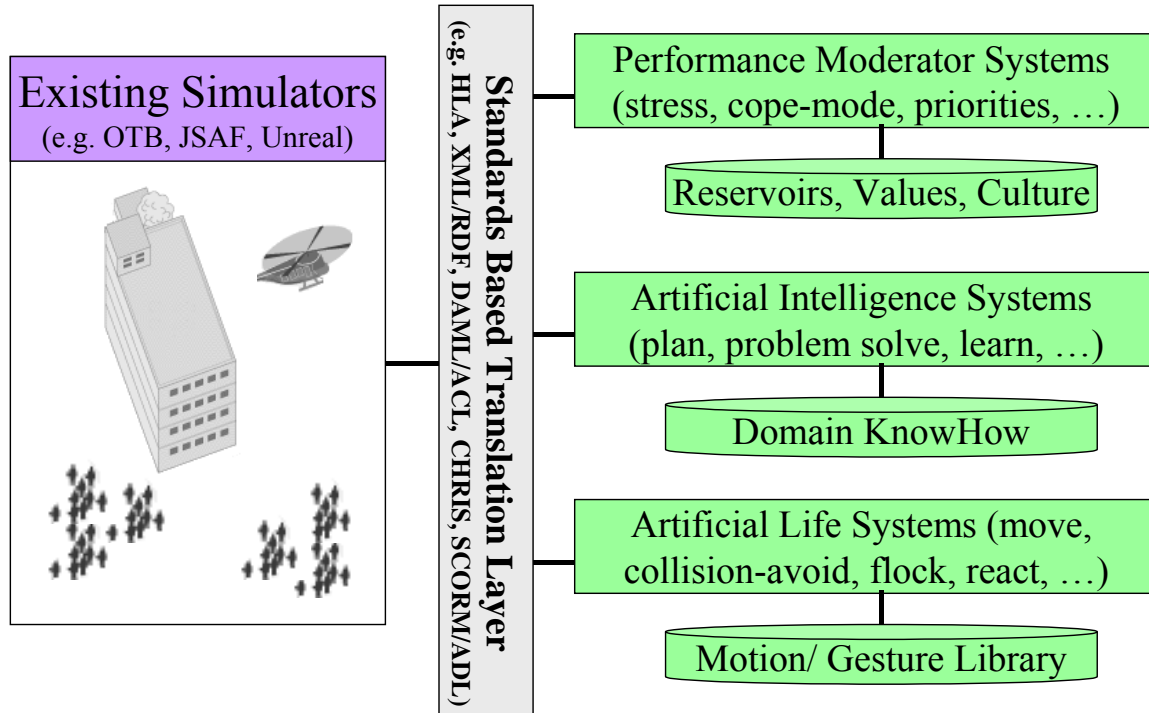 Existing Simulators
(e.g. OTB, JSAF, Unreal)
Standards Based Translation Layer
(e.g. HLA, XML/RDF, DAML/ACL, CHRIS, SCORM/ADL)
Performance Moderator Systems
(stress, cope-mode, priorities, …)
Reservoirs, Values, Culture
Artificial Intelligence Systems
(plan, problem solve, learn, …)
Domain KnowHow
Artificial Life Systems (move,
collision-avoid, flock, react, …)
Motion/ Gesture Library